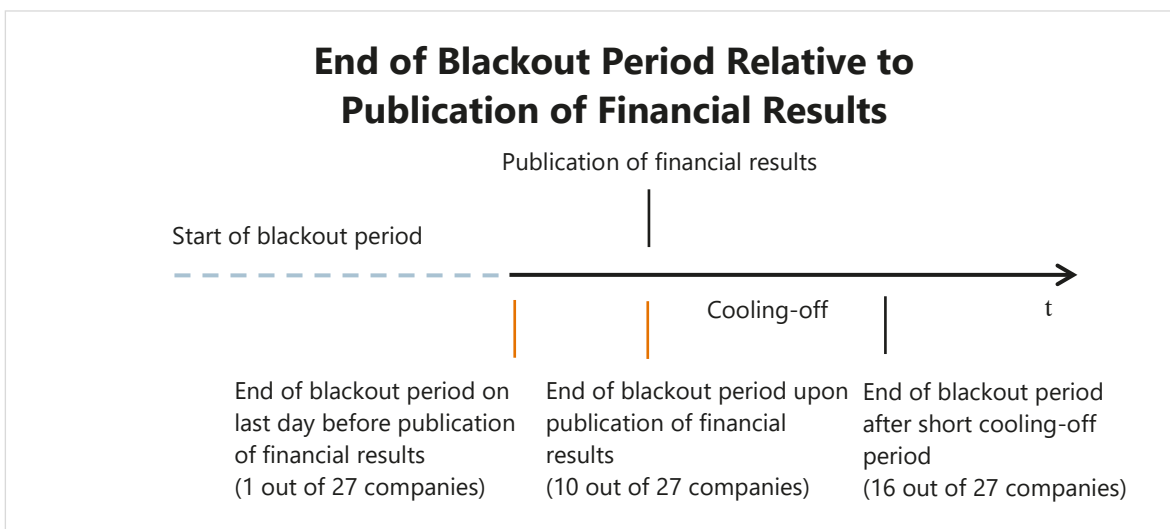 End of Blackout Period Relative to
Publication of Financial Results
Publication of financial results
Start of blackout period
Cooling-off
t
End of blackout period on
last day before publication
of financial results
(1 out of 27 companies)
End of blackout period upon
publication of financial
results
(10 out of 27 companies)
End of blackout period
after short cooling-off
period
(16 out of 27 companies)